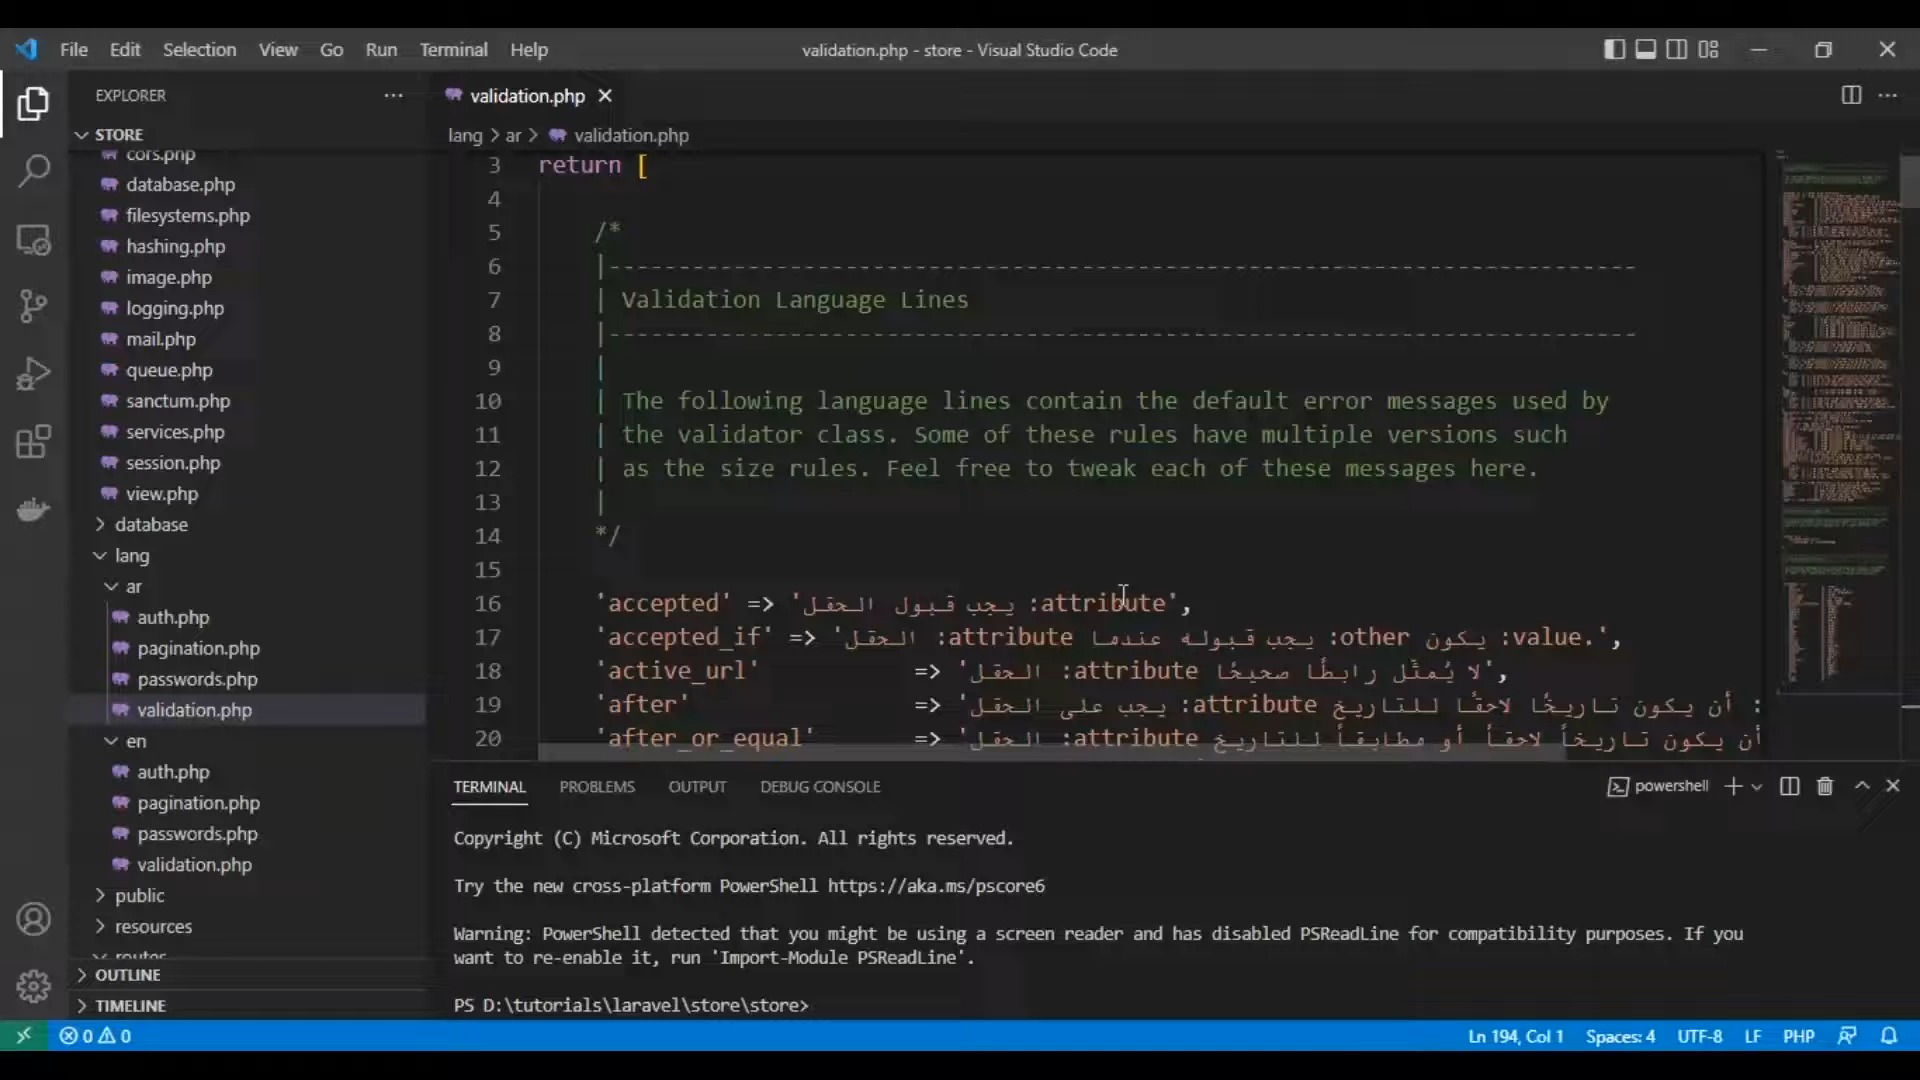 File Edit Selection View Go Run Terminal Help
validation.php - store - Visual Studio Code
EXPLORER
STORE
cors.php
database.php
filesystems.php
hashing.php
image.php
logging.php
mail.php
queue.php
sanctum.php
services.php
session.php
view.php
database
lang
ar
auth.php
pagination.php
passwords.php
validation.php
en
auth.php
pagination.php
passwords.php
validation.php
public
resources
routes
OUTLINE
TIMELINE
validation.php
lang > ar > validation.php
3 return [
4
5 /*
6 |--------------------------------------------------------------------------
7 | Validation Language Lines
8 |--------------------------------------------------------------------------
9 |
10 | The following language lines contain the default error messages used by
11 | the validator class. Some of these rules have multiple versions such
12 | as the size rules. Feel free to tweak each of these messages here.
13 |
14 */
15
16 'accepted' => 'يجب قبول الحقل :attribute',
17 'accepted_if' => 'الحقل :attribute يجب قبوله عندما :other يكون :value.',
18 'active_url' => 'الحقل :attribute لا يُمثّل رابطًا صحيحًا',
19 'after' => 'يجب على الحقل :attribute أن يكون تاريخًا لاحقًا للتاريخ :
20 'after_or_equal' => 'الحقل :attribute أن يكون تاريخاً لاحقاً أو مطابقاً للتاريخ
TERMINAL PROBLEMS OUTPUT DEBUG CONSOLE
powershell
Copyright (C) Microsoft Corporation. All rights reserved.
Try the new cross-platform PowerShell https://aka.ms/pscore6
Warning: PowerShell detected that you might be using a screen reader and has disabled PSReadLine for compatibility purposes. If you
want to re-enable it, run 'Import-Module PSReadLine'.
PS D:\tutorials\laravel\store\store>
0 0
Ln 194, Col 1 Spaces: 4 UTF-8 LF PHP